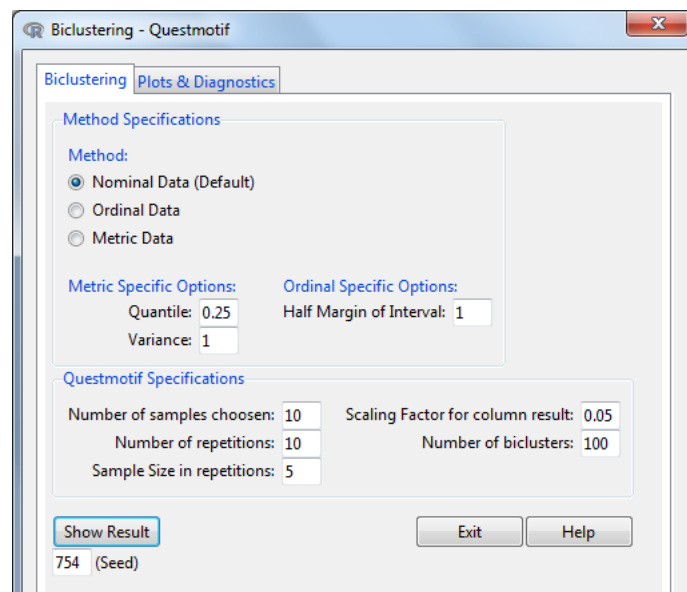 Biclustering - Questmotif
Biclustering Plots & Diagnostics
Method Specifications
Method:
Nominal Data (Default)
Ordinal Data
Metric Data
Metric Specific Options: Ordinal Specific Options:
Quantile: 0.25 Half Margin of Interval: 1
Variance: 1
Questmotif Specifications
Number of samples choosen: 10 Scaling Factor for column result: 0.05
Number of repetitions: 10 Number of biclusters: 100
Sample Size in repetitions: 5
Show Result Exit Help
754 (Seed)